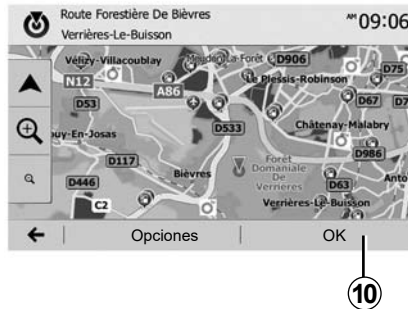 Route Forestière De Bièvres
Verrières-Le-Buisson
AM 09:06
Vélizy-Villacoublay
Meudon-la-Forêt
D906
Le Plessis-Robinson
D75
N12
A86
D53
D67
D533
Châtenay-Malabry
ouy-En-Josas
D117
D986
Forêt
Domaniale
De
Verrières
Bièvres
D446
D63
Anto
C2
Verrières-Le-Buisson
Opciones
OK
10